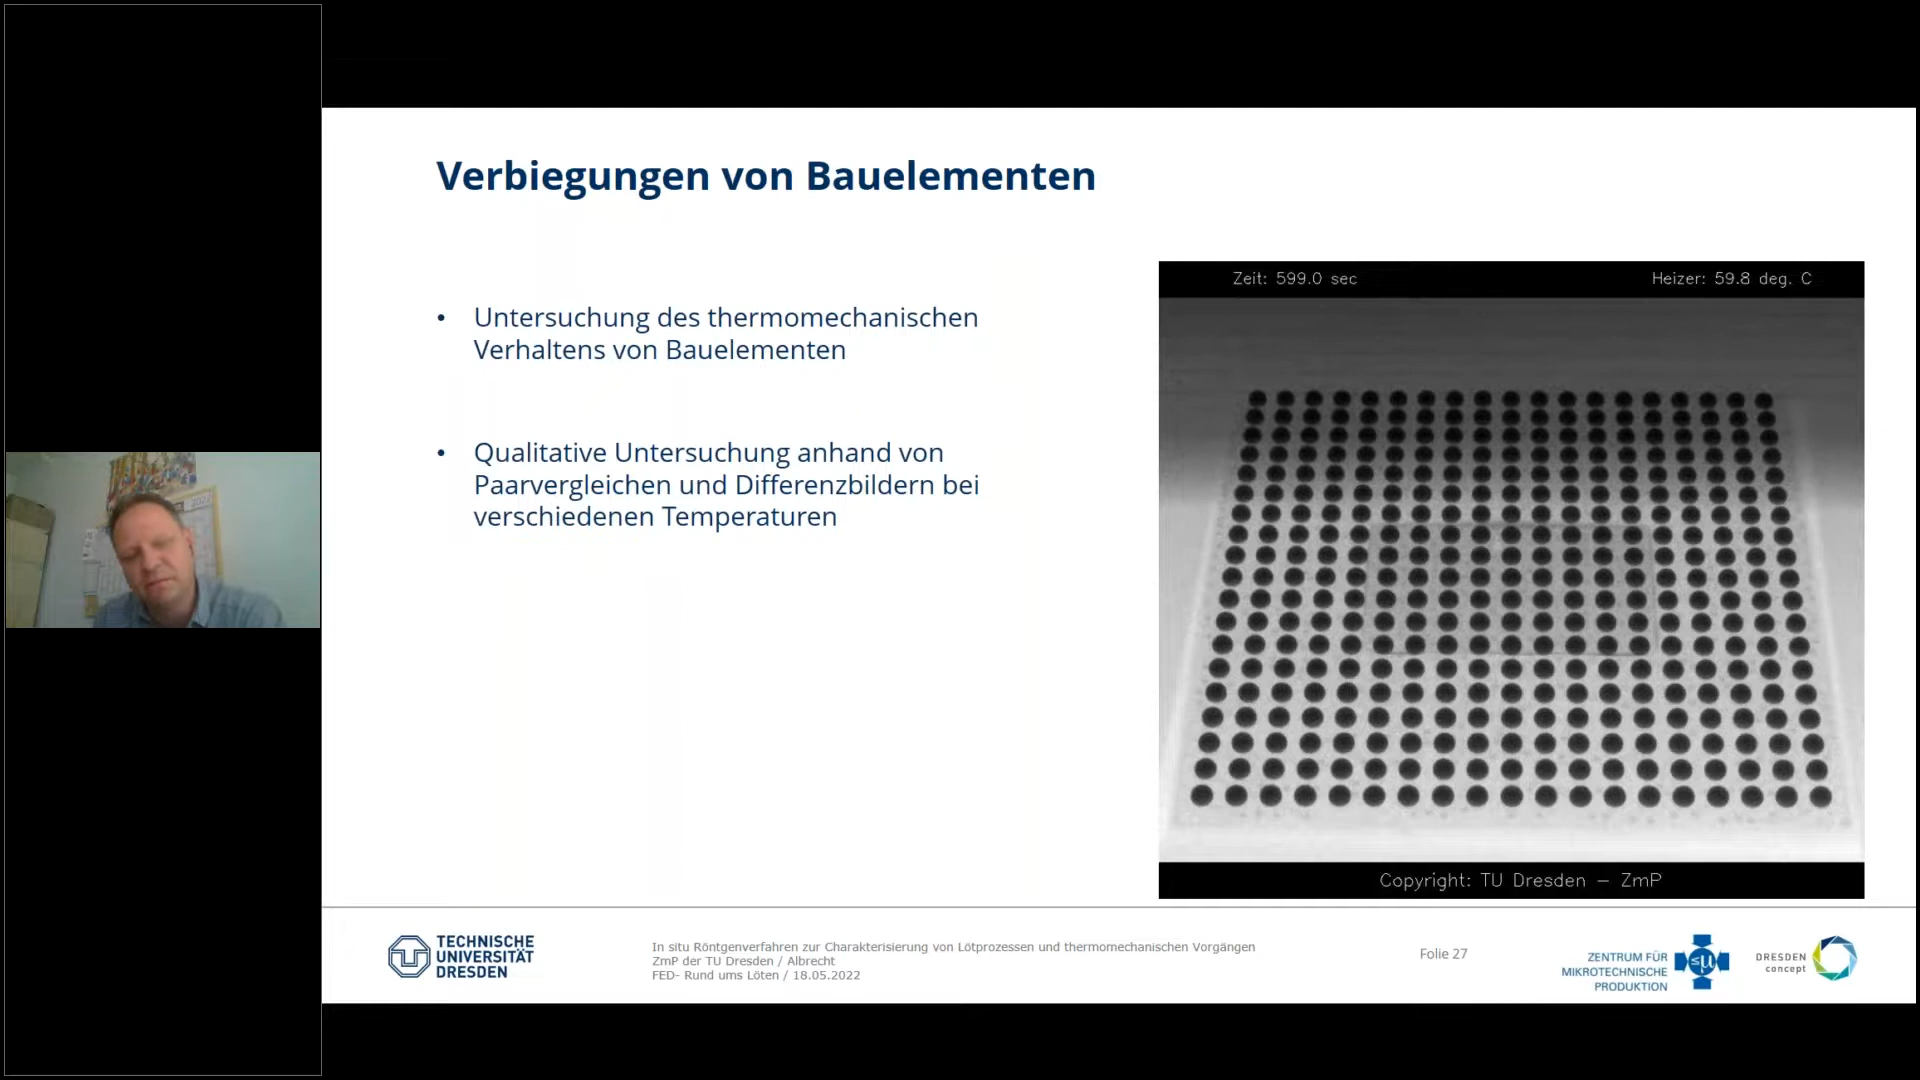 Verbiegungen von Bauelementen
• Untersuchung des thermomechanischen
Verhaltens von Bauelementen
• Qualitative Untersuchung anhand von
Paarvergleichen und Differenzbildern bei
verschiedenen Temperaturen
Zeit: 599.0 sec
Heizer: 59.8 deg. C
Copyright: TU Dresden – ZmP
TECHNISCHE
UNIVERSITÄT
DRESDEN
In situ Röntgenverfahren zur Charakterisierung von Lötprozessen und thermomechanischen Vorgängen
ZmP der TU Dresden / Albrecht
FED- Rund ums Löten / 18.05.2022
Folie 27
ZENTRUM FÜR
MIKROTECHNISCHE
PRODUKTION
sµ
DRESDEN
concept
2022